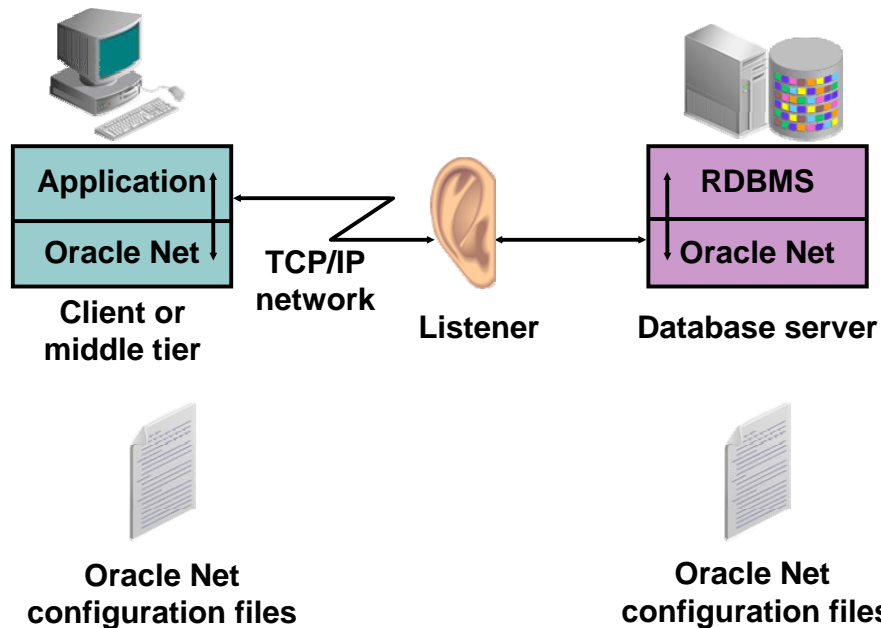 Application
Oracle Net
Client or
middle tier
TCP/IP
network
Listener
RDBMS
Oracle Net
Database server
Oracle Net
configuration files
Oracle Net
configuration files